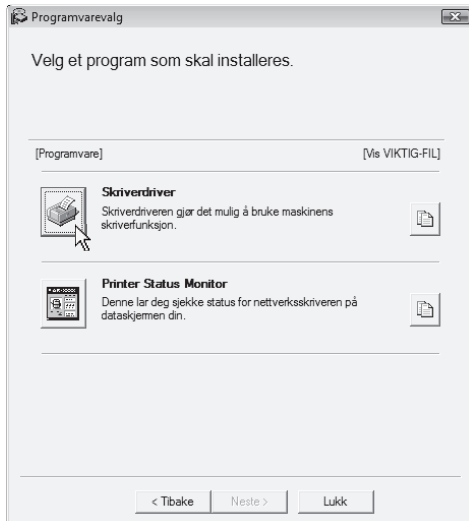 Programvarevalg
Velg et program som skal installeres.
[Programvare] [Vis VIKTIG-FIL]
Skriverdriver
Skriverdriveren gjør det mulig å bruke maskinens
skriverfunksjon.
Printer Status Monitor
Denne lar deg sjekke status for nettverksskriveren på
dataskjermen din.
< Tibake Neste > Lukk